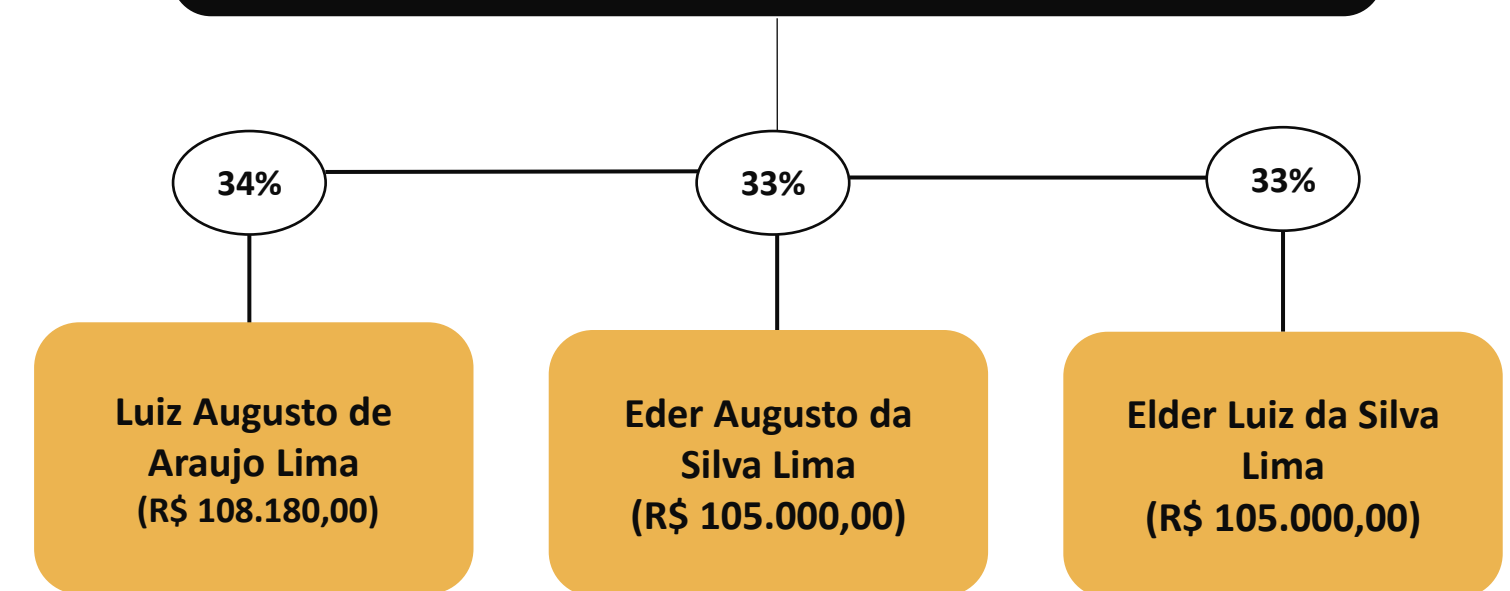 34%
33%
33%
Luiz Augusto de
Araujo Lima
(R$ 108.180,00)
Eder Augusto da
Silva Lima
(R$ 105.000,00)
Elder Luiz da Silva
Lima
(R$ 105.000,00)